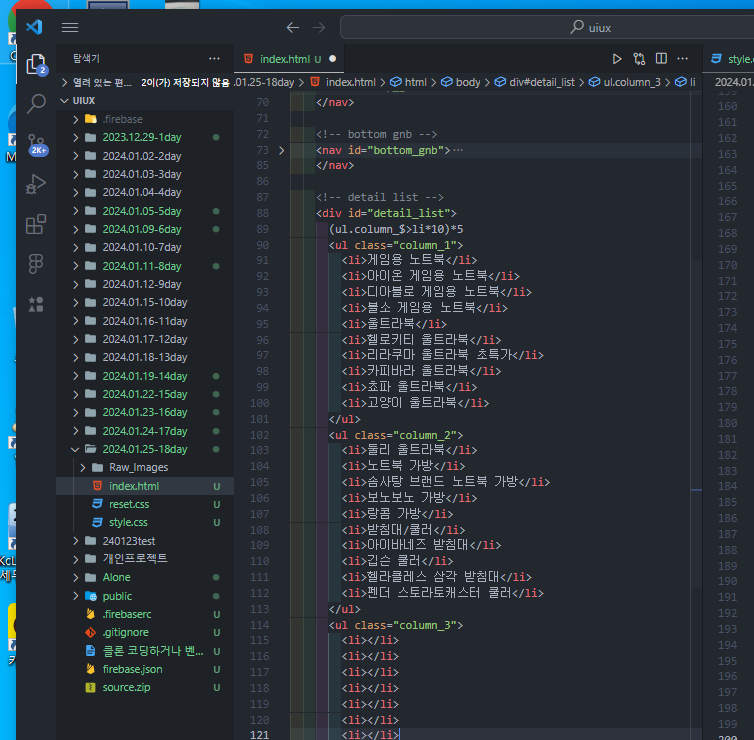 uiux
탐색기 ···
index.html U
style.c
열려 있는 편... 2이(가) 저장되지 않음
.01.25-18day > index.html > html > body > div#detail_list > ul.column_3 > li
2024.01.
UIUX
.firebase
2023.12.29-1day
2024.01.02-2day
2024.01.03-3day
2024.01.04-4day
2024.01.05-5day
2024.01.09-6day
2024.01.10-7day
2024.01.11-8day
2024.01.12-9day
2024.01.15-10day
2024.01.16-11day
2024.01.17-12day
2024.01.18-13day
2024.01.19-14day
2024.01.22-15day
2024.01.23-16day
2024.01.24-17day
2024.01.25-18day
Raw_Images
index.html U
reset.css U
style.css U
240123test
개인프로젝트
Alone
public
.firebaserc U
.gitignore U
클론 코딩하거나 벤... U
firebase.json U
source.zip U
2
2K+
70 </nav>
71
72 <!-- bottom gnb -->
73 <nav id="bottom_gnb">···
85 </nav>
86
87 <!-- detail list -->
88 <div id="detail_list">
89 (ul.column_$>li*10)*5
90 <ul class="column_1">
91 <li>게임용 노트북</li>
92 <li>아이온 게임용 노트북</li>
93 <li>디아블로 게임용 노트북</li>
94 <li>블소 게임용 노트북</li>
95 <li>울트라북</li>
96 <li>헬로키티 울트라북</li>
97 <li>리라쿠마 울트라북 초특가</li>
98 <li>카피바라 울트라북</li>
99 <li>초파 울트라북</li>
100 <li>고양이 울트라북</li>
101 </ul>
102 <ul class="column_2">
103 <li>둘리 울트라북</li>
104 <li>노트북 가방</li>
105 <li>솜사탕 브랜드 노트북 가방</li>
106 <li>보노보노 가방</li>
107 <li>랑콤 가방</li>
108 <li>받침대/쿨러</li>
109 <li>아이바네즈 받침대</li>
110 <li>깁슨 쿨러</li>
111 <li>헬라클레스 삼각 받침대</li>
112 <li>펜더 스토라토캐스터 쿨러</li>
113 </ul>
114 <ul class="column_3">
115 <li></li>
116 <li></li>
117 <li></li>
118 <li></li>
119 <li></li>
120 <li></li>
121 <li></li>
160
161
162
163
164
165
166
167
168
169
170
171
172
173
174
175
176
177
178
179
180
181
182
183
184
185
186
187
188
189
190
191
192
193
194
195
196
197
198
199
200